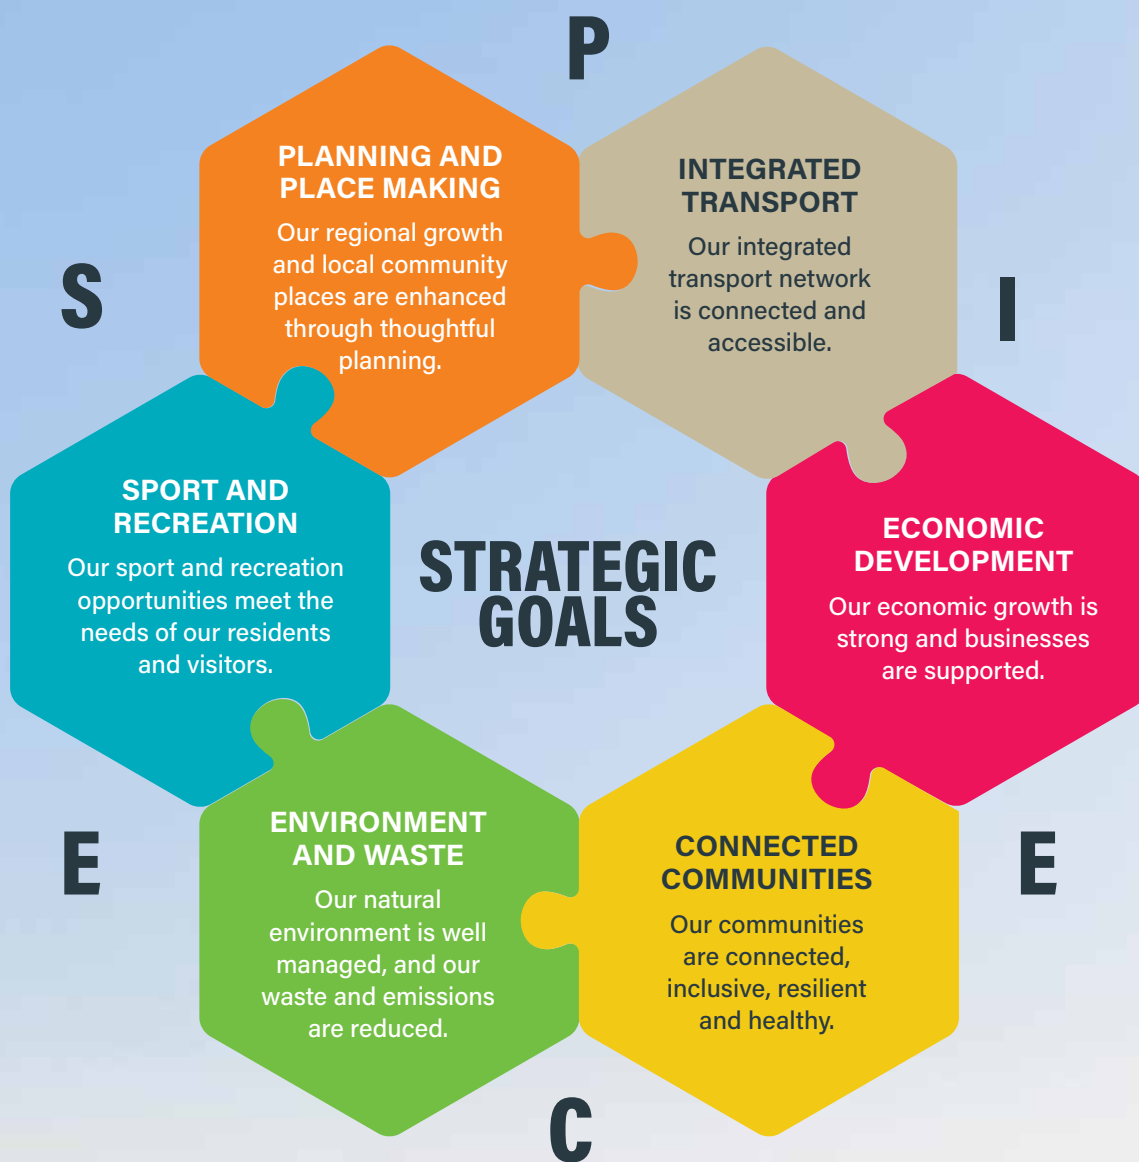 P
PLANNING AND
PLACE MAKING
Our regional growth
and local community
places are enhanced
through thoughtful
planning.
INTEGRATED
TRANSPORT
Our integrated
transport network
is connected and
accessible.
I
ECONOMIC
DEVELOPMENT
Our economic growth is
strong and businesses
are supported.
E
CONNECTED
COMMUNITIES
Our communities
are connected,
inclusive, resilient
and healthy.
C
ENVIRONMENT
AND WASTE
Our natural
environment is well
managed, and our
waste and emissions
are reduced.
E
SPORT AND
RECREATION
Our sport and recreation
opportunities meet the
needs of our residents
and visitors.
S
STRATEGIC
GOALS